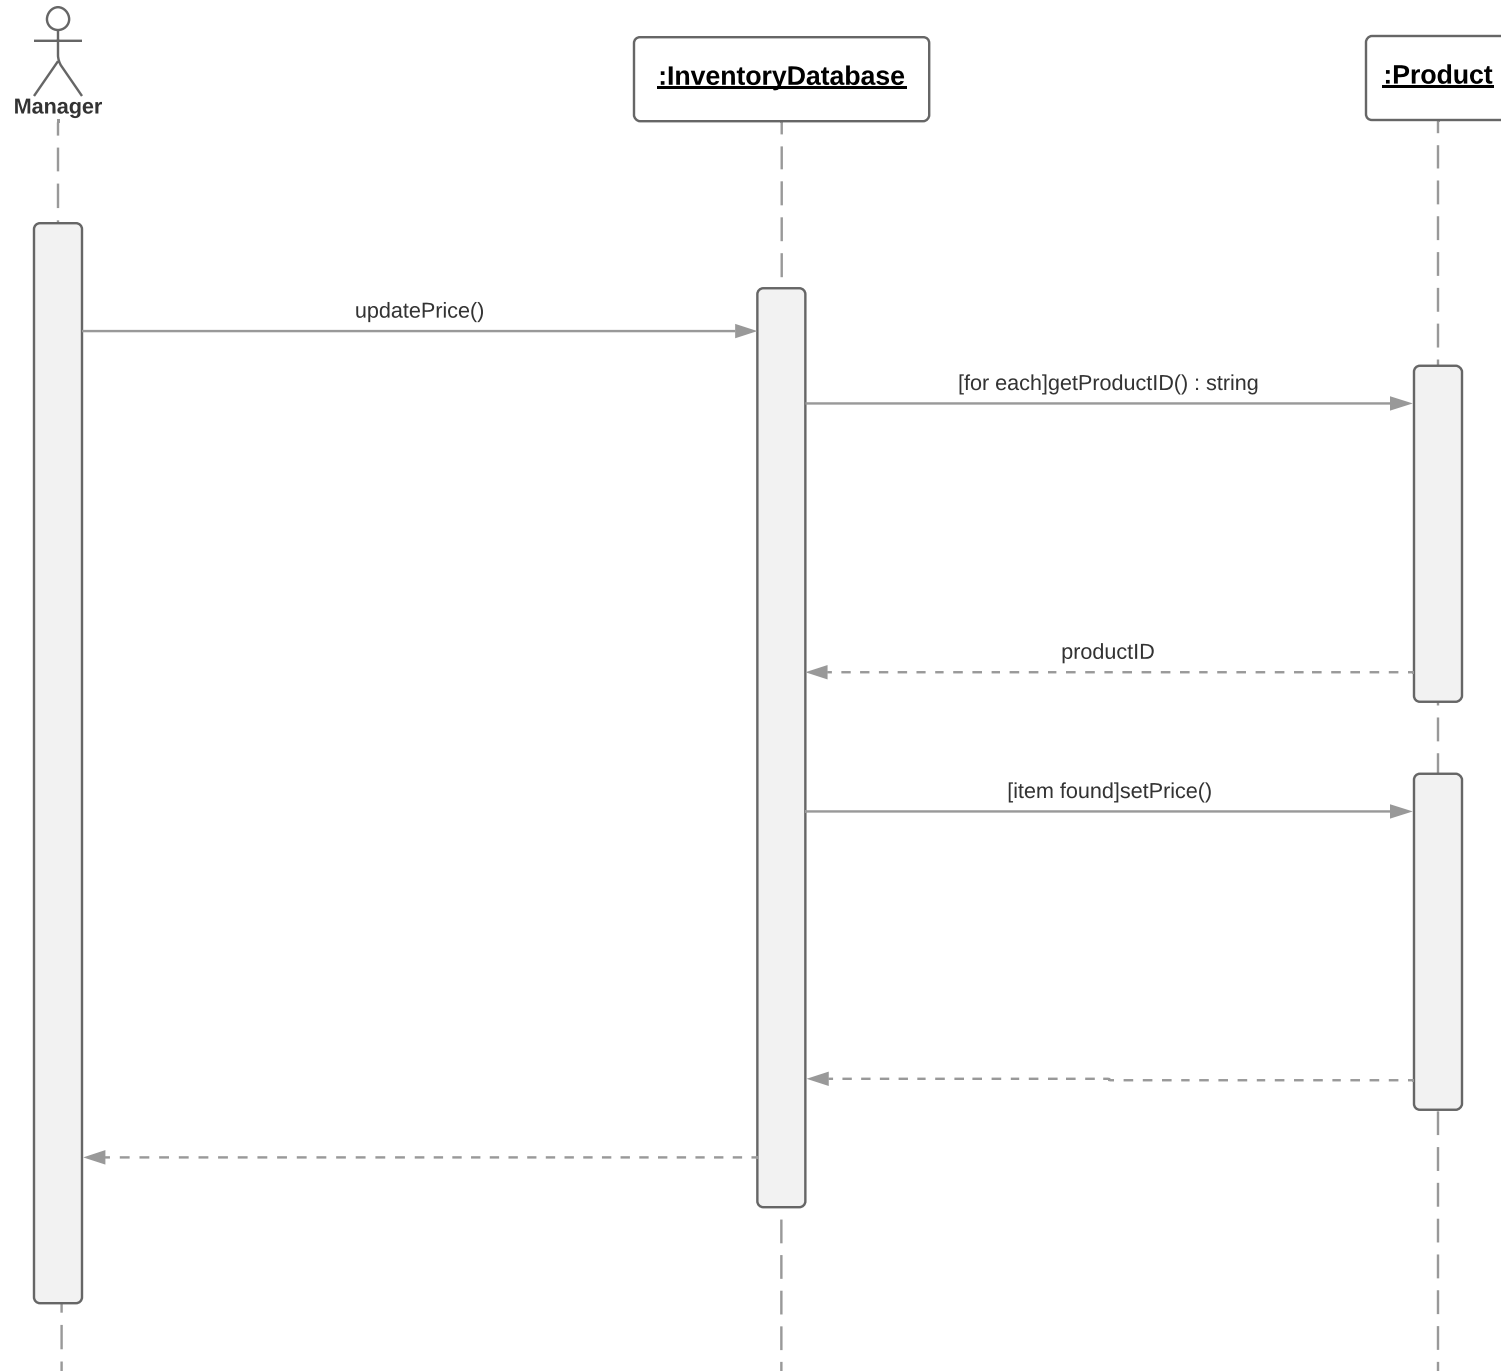 Manager
:InventoryDatabase
:Product
updatePrice()
[for each]getProductID() : string
productID
[item found]setPrice()